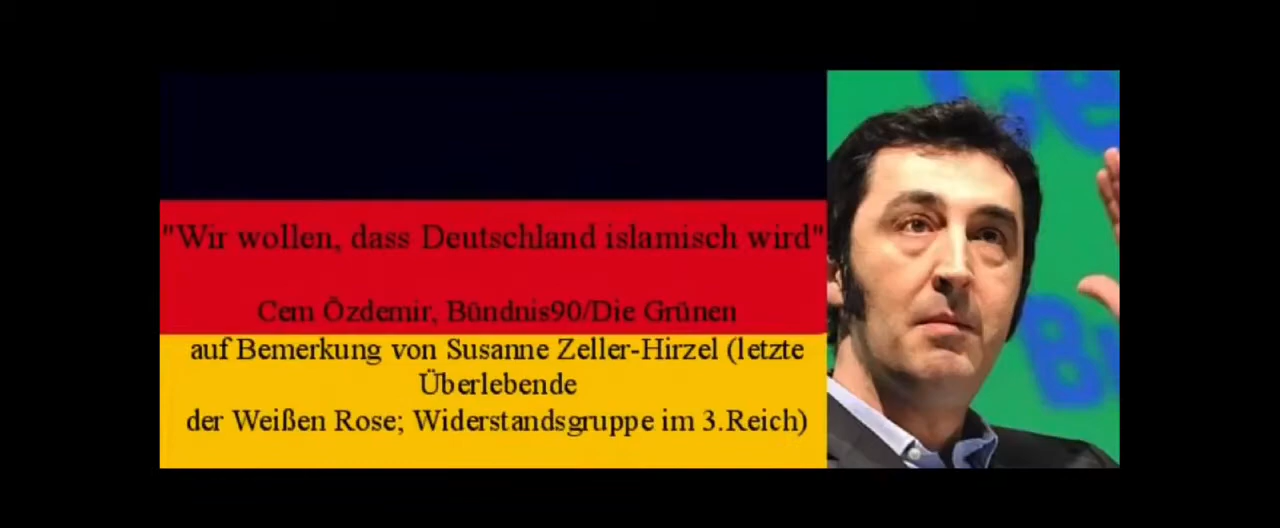 "Wir wollen, dass Deutschland islamisch wird"
Cem Özdemir, Bûndnis90/Die Grünen
auf Bemerkung von Susanne Zeller-Hirzel (letzte
Überlebende
der Weißen Rose; Widerstandsgruppe im 3.Reich)